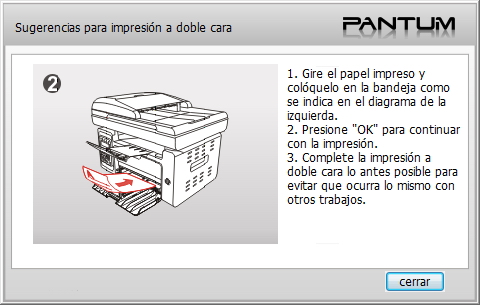 Sugerencias para impresión a doble cara
PANTUM
2
1. Gire el papel impreso y
colóquelo en la bandeja como
se indica en el diagrama de la
izquierda.
2. Presione "OK" para continuar
con la impresión.
3. Complete la impresión a
doble cara lo antes posible para
evitar que ocurra lo mismo con
otros trabajos.
cerrar